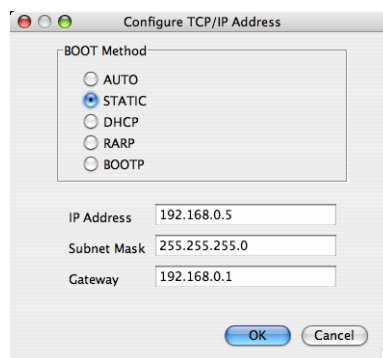 Configure TCP/IP Address
BOOT Method
AUTO
STATIC
DHCP
RARP
BOOTP
IP Address 192.168.0.5
Subnet Mask 255.255.255.0
Gateway 192.168.0.1
OK Cancel